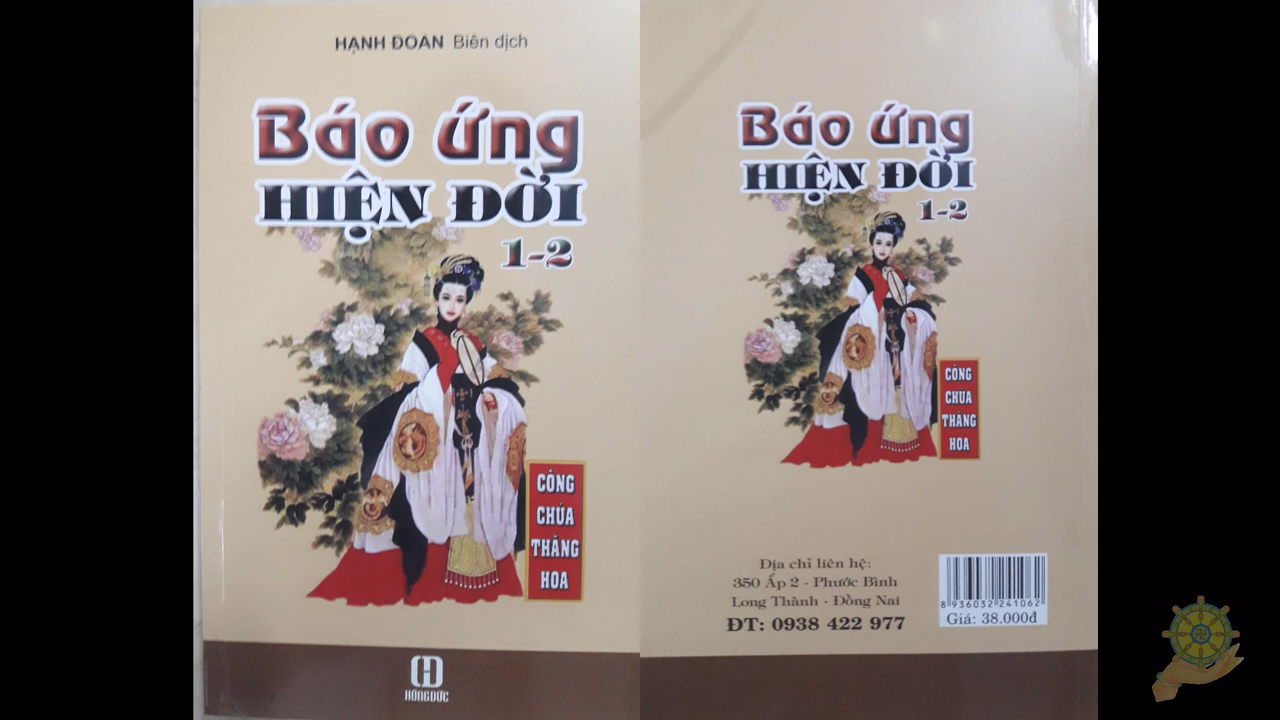 HẠNH ĐOAN Biên dịch
Báo ứng
HIỆN ĐỜI
1-2
CÔNG
CHÚA
THĂNG
HOA
HỒNG ĐỨC
Báo ứng
HIỆN ĐỜI
1-2
CÔNG
CHÚA
THĂNG
HOA
Địa chỉ liên hệ:
350 Ấp 2 - Phước Bình
Long Thành - Đồng Nai
ĐT: 0938 422 977
8 936032 241062
Giá: 38.000đ